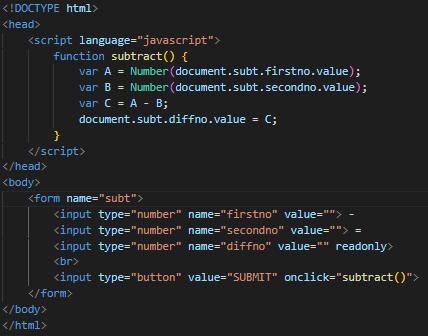 <!DOCTYPE html>
<head>
<script language="javascript">
function subtract() {
var A = Number(document.subt.firstno.value);
var B = Number(document.subt.secondno.value);
var C = A - B;
document.subt.diffno.value = C;
}
</script>
</head>
<body>
<form name="subt">
<input type="number" name="firstno" value=""> -
<input type="number" name="secondno" value=""> =
<input type="number" name="diffno" value="" readonly>
<br>
<input type="button" value="SUBMIT" onclick="subtract()">
</form>
</body>
</html>